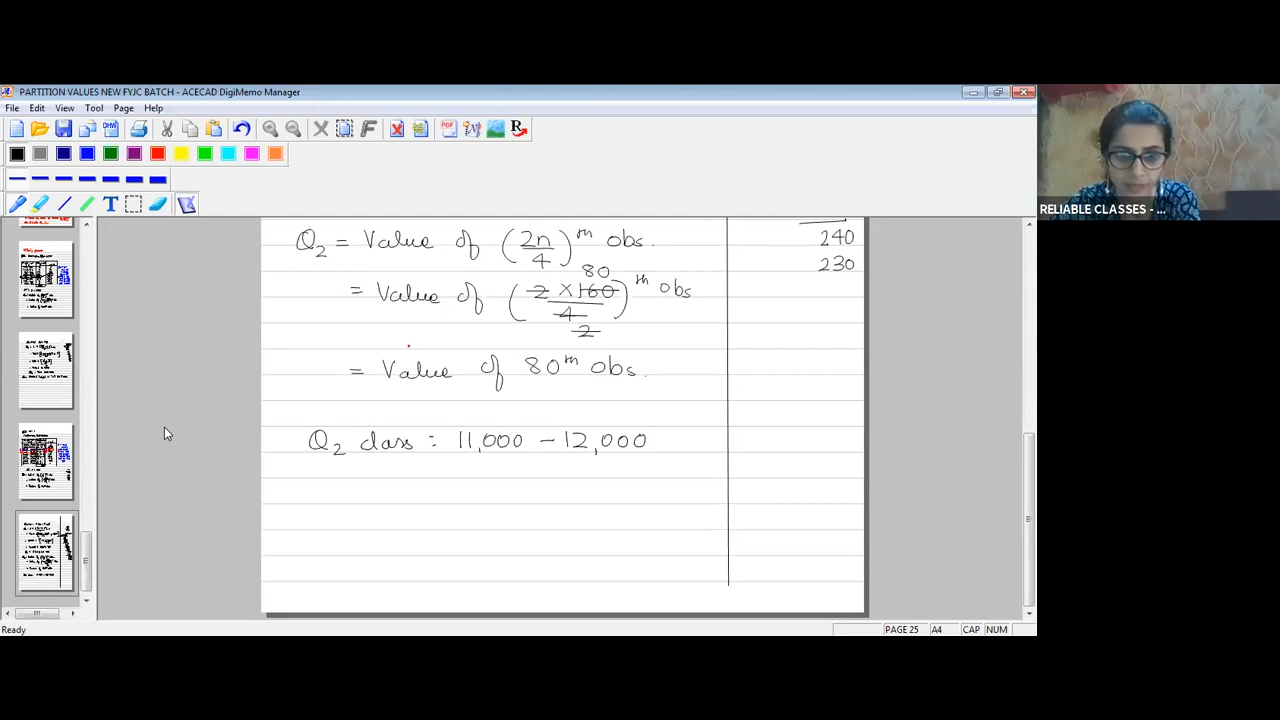 PARTITION VALUES NEW FYJC BATCH - ACECAD DigiMemo Manager
File Edit View Tool Page Help
RELIABLE CLASSES - ...
Q2 = Value of (2n/4)th obs.
= Value of (2 × 160/4)th obs
80
2
= Value of 80th obs.
Q2 class : 11,000 - 12,000
240
230
Ready
PAGE 25 A4 CAP NUM